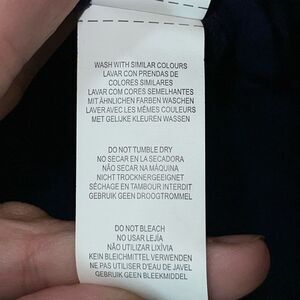 WASH WITH SIMILAR COLOURS
LAVAR CON PRENDAS DE
COLORES SIMILARES
LAVAR COM CORES SEMELHANTES
MIT ÄHNLICHEN FARBEN WASCHEN
LAVER AVEC LES MÊMES COULEURS
MET GELIJKE KLEUREN WASSEN
DO NOT TUMBLE DRY
NO SECAR EN LA SECADORA
NÃO SECAR NA MÁQUINA
NICHT TROCKNERGEEIGNET
SÉCHAGE EN TAMBOUR INTERDIT
GEBRUIK GEEN DROOGTROMMEL
DO NOT BLEACH
NO USAR LEJÍA
NÃO UTILIZAR LIXÍVIA
KEIN BLEICHMITTEL VERWENDEN
NE PAS UTILISER D'EAU DE JAVEL
GEBRUIK GEEN BLEEKMIDDEL